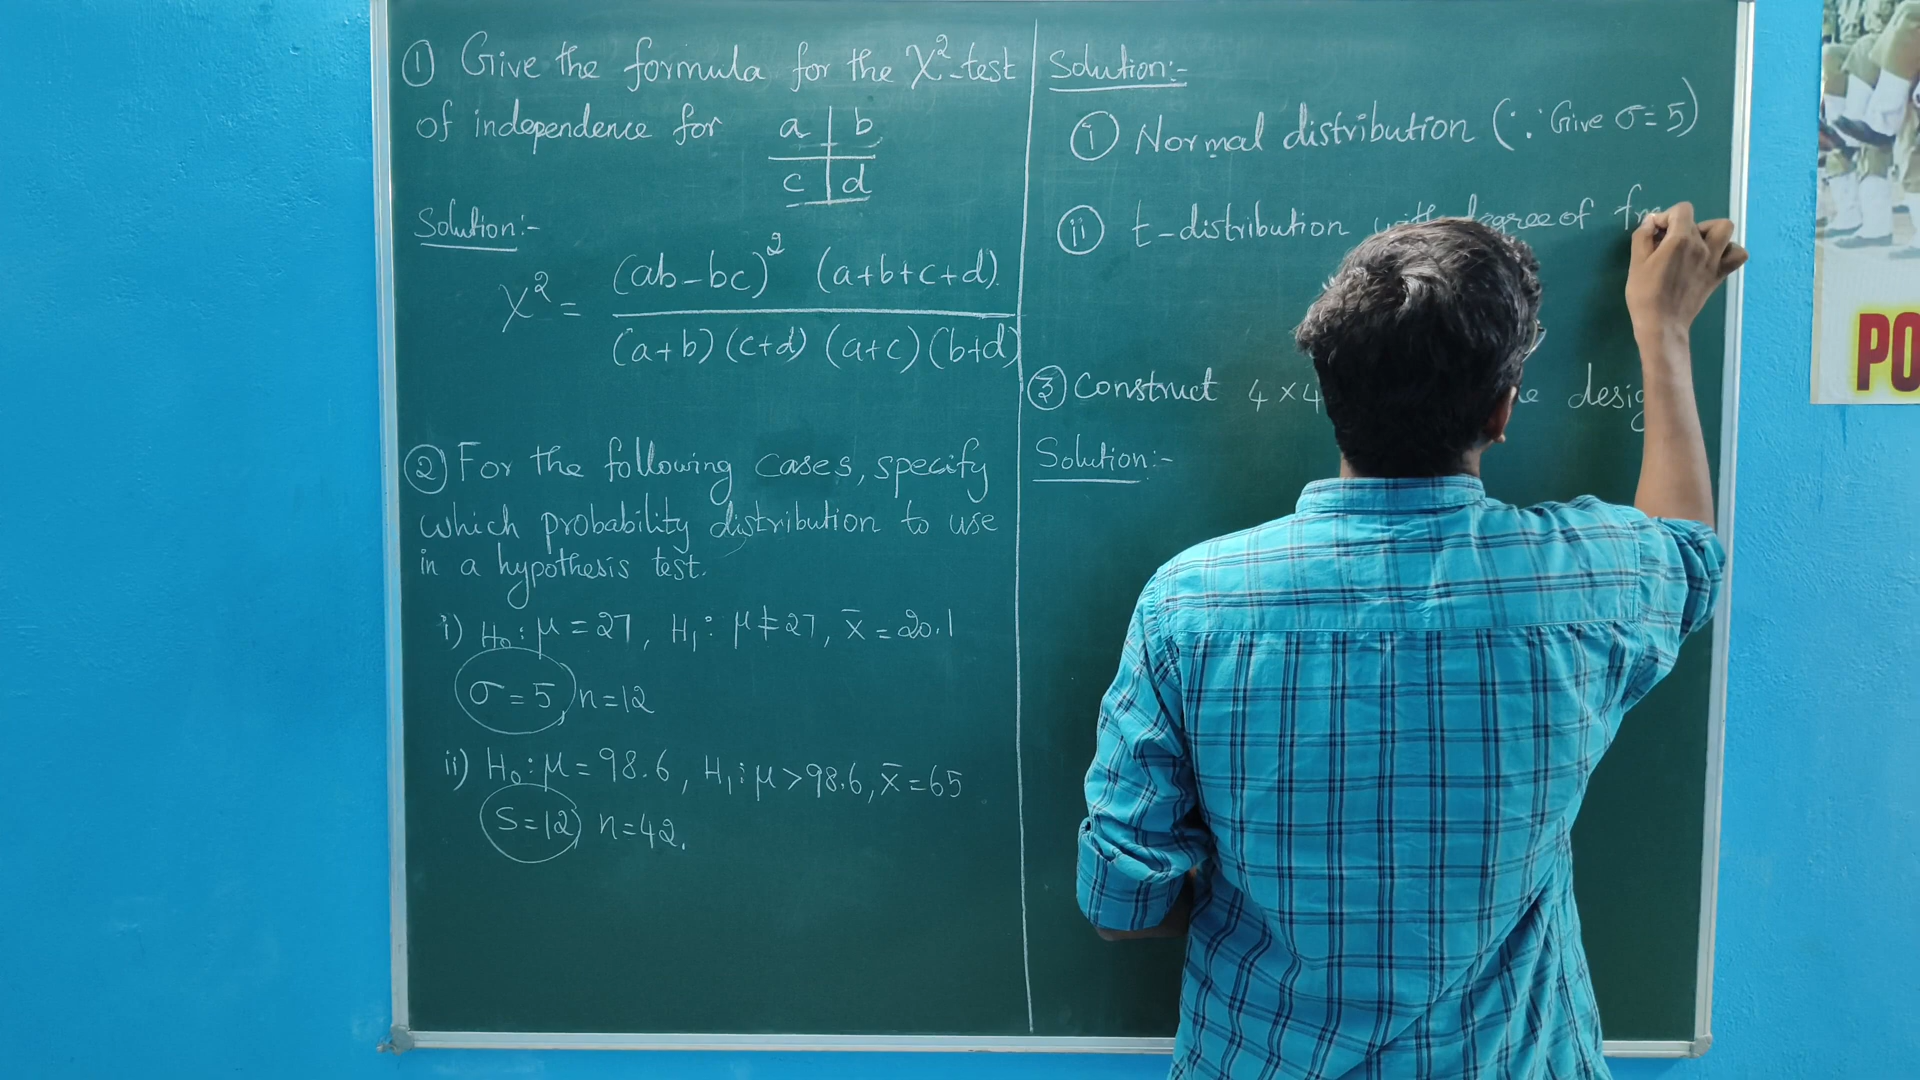 ① Give the formula for the χ²-test
of independence for a b
c d
Solution:-
χ² = (ab-bc)² (a+b+c+d)
(a+b) (c+d) (a+c) (b+d)
② For the following cases, specify
which probability distribution to use
in a hypothesis test.
i) H₀: μ = 27, H₁: μ ≠ 27, x̄ = 20.1
σ = 5, n=12
ii) H₀: μ = 98.6, H₁: μ > 98.6, x̄ = 65
S=12, n=42.
Solution:-
ⓘ Normal distribution (∵ Give σ=5)
ⓘⓘ t-distribution with degree of
③ Construct 4×4
Solution:-
PO